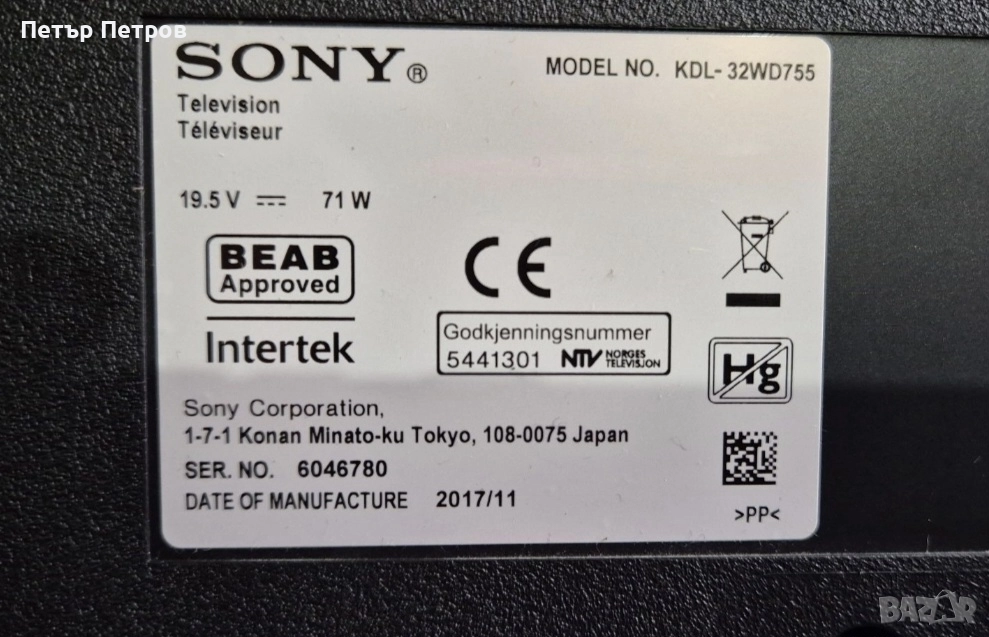 Петър Петров
SONY®
MODEL NO. KDL-32WD755
Television
Téléviseur
19.5 V 71 W
BEAB
Approved
Intertek
CE
Godkjenningsnummer
5441301 NTV NORGES TELEVISJON
Hg
Sony Corporation,
1-7-1 Konan Minato-ku Tokyo, 108-0075 Japan
SER. NO. 6046780
DATE OF MANUFACTURE 2017/11
>PP<
BAZAR